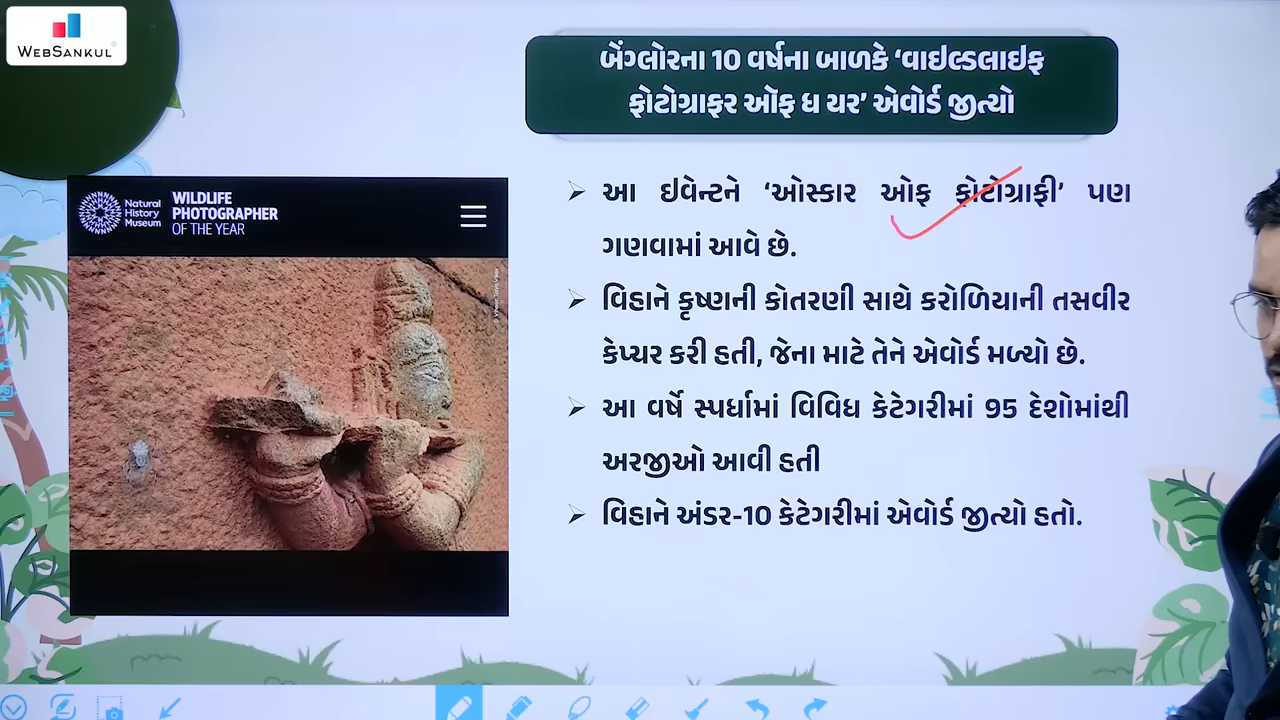 WEBSANKUL
બેંગ્લોરના 10 વર્ષના બાળકે ‘વાઇલ્ડલાઇફ
ફોટોગ્રાફર ઓફ ધ યર’ એવોર્ડ જીત્યો
Natural
History
Museum
WILDLIFE
PHOTOGRAPHER
OF THE YEAR
આ ઇવેન્ટને ‘ઓસ્કાર ઓફ ફોટોગ્રાફી’ પણ
ગણવામાં આવે છે.
વિહાને કૃષ્ણની કોતરણી સાથે કરોળિયાની તસવીર
કેપ્ચર કરી હતી, જેના માટે તેને એવોર્ડ મળ્યો છે.
આ વર્ષે સ્પર્ધામાં વિવિધ કેટેગરીમાં 95 દેશોમાંથી
અરજીઓ આવી હતી
વિહાને અંડર-10 કેટેગરીમાં એવોર્ડ જીત્યો હતો.